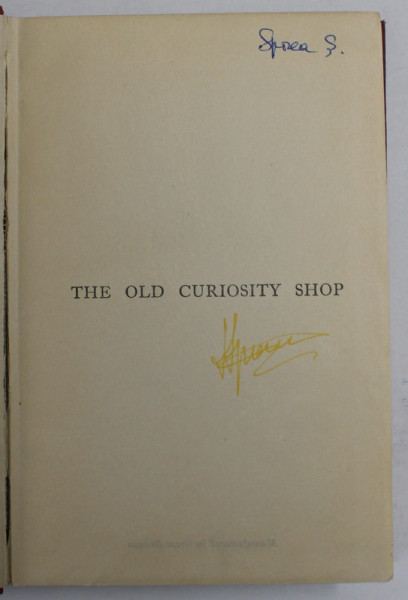 Sprea Ș.
THE OLD CURIOSITY SHOP